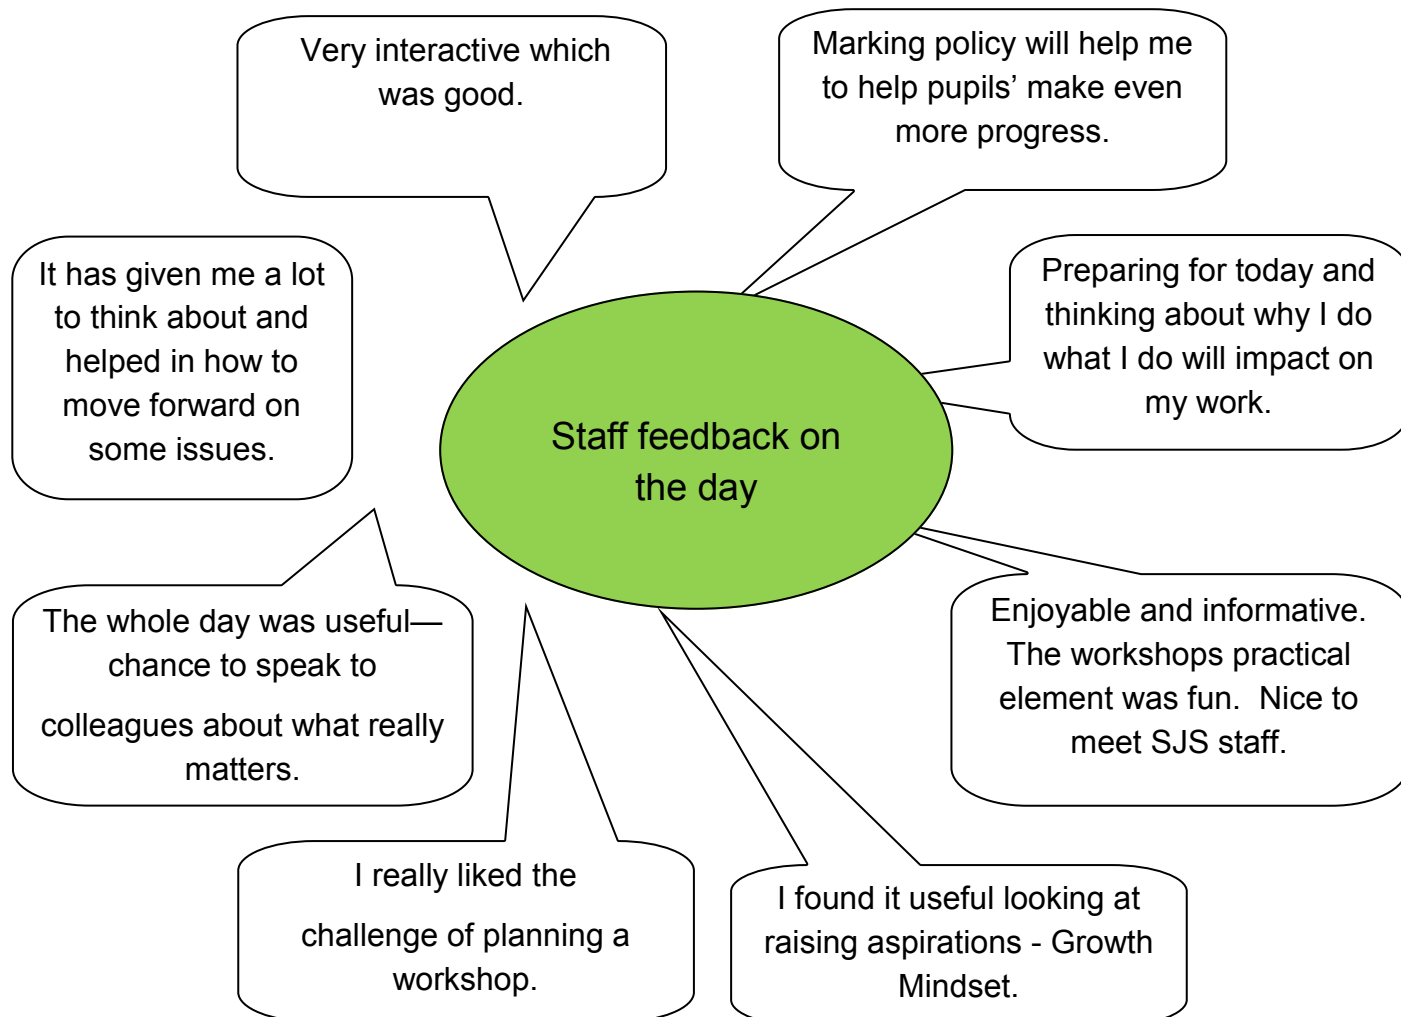 Very interactive which
was good.
Marking policy will help me
to help pupils’ make even
more progress.
It has given me a lot
to think about and
helped in how to
move forward on
some issues.
Preparing for today and
thinking about why I do
what I do will impact on
my work.
Staff feedback on
the day
The whole day was useful—
chance to speak to
colleagues about what really
matters.
Enjoyable and informative.
The workshops practical
element was fun.  Nice to
meet SJS staff.
I really liked the
challenge of planning a
workshop.
I found it useful looking at
raising aspirations - Growth
Mindset.